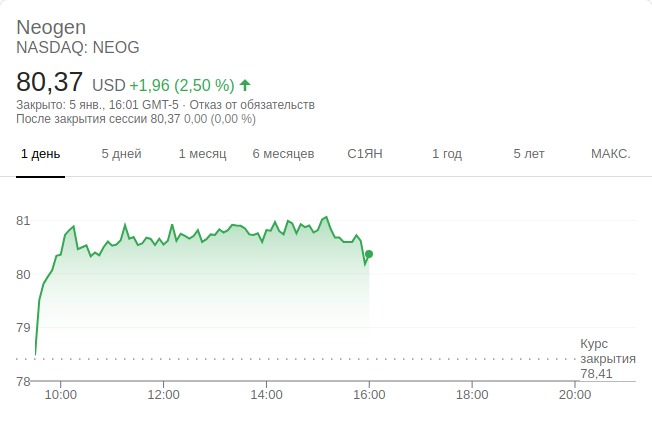 Neogen
NASDAQ: NEOG
80,37 USD +1,96 (2,50 %)
Закрыто: 5 янв., 16:01 GMT-5 · Отказ от обязательств
После закрытия сессии 80,37 0,00 (0,00 %)
1 день 5 дней 1 месяц 6 месяцев С1ЯН 1 год 5 лет МАКС.
81
80
79
Курс
закрытия
78,41
78
10:00 12:00 14:00 16:00 18:00 20:00